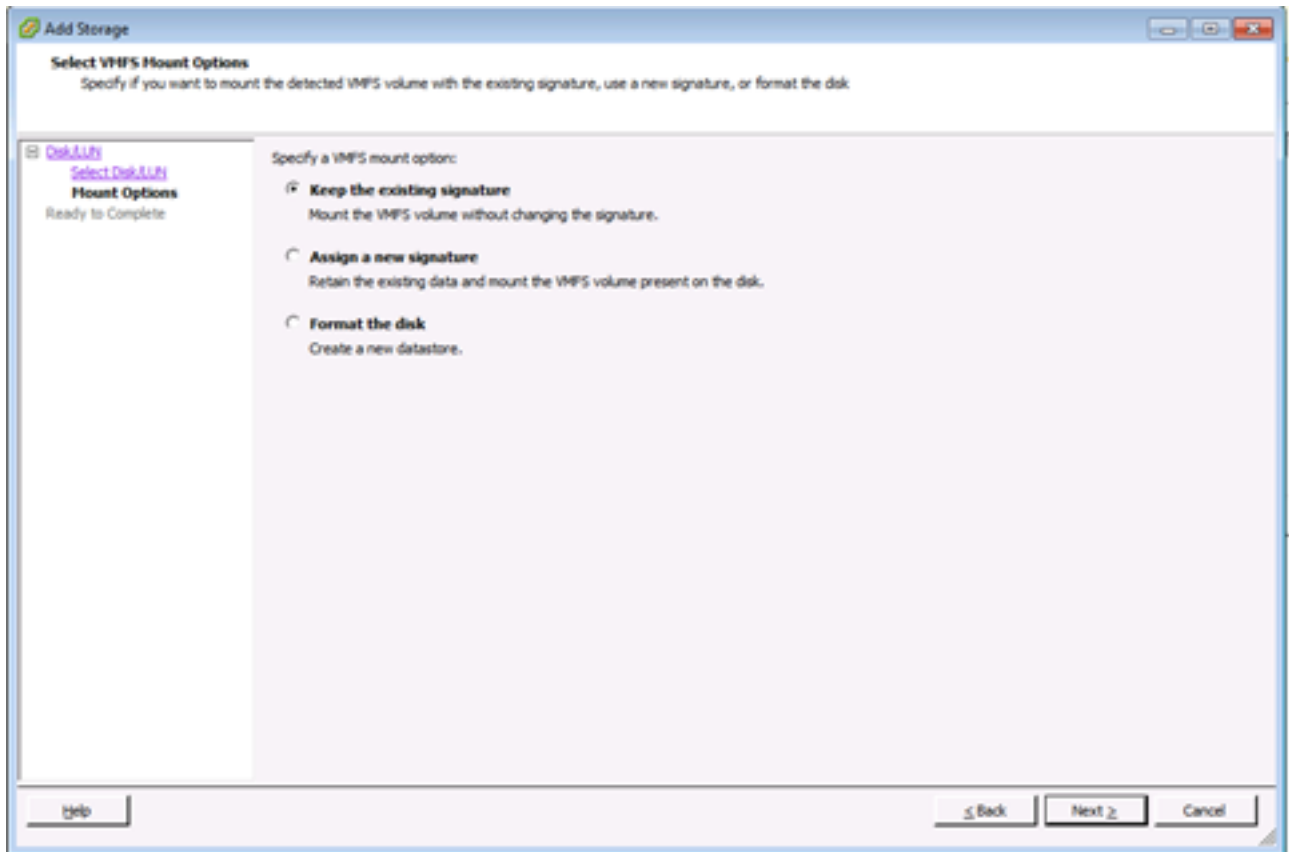 Add Storage
Select VMFS Mount Options
Specify if you want to mount the detected VMFS volume with the existing signature, use a new signature, or format the disk
Disk/LUN
Select Disk/LUN
Mount Options
Ready to Complete
Specify a VMFS mount option:
Keep the existing signature
Mount the VMFS volume without changing the signature.
Assign a new signature
Retain the existing data and mount the VMFS volume present on the disk.
Format the disk
Create a new datastore.
Help
< Back
Next >
Cancel